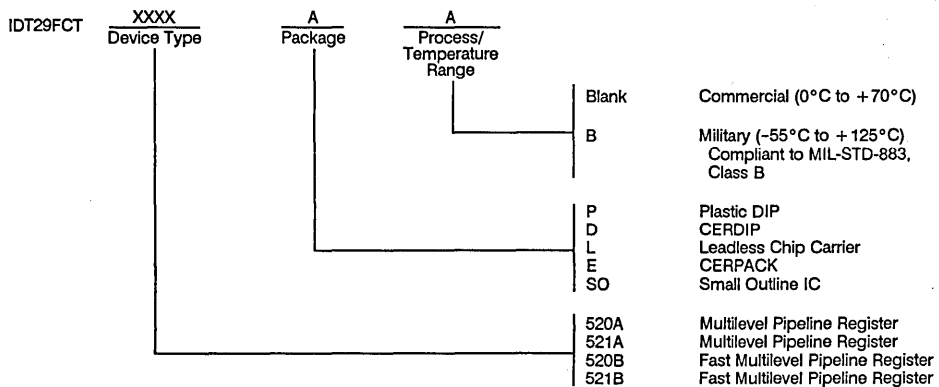 IDT29FCT XXXX A A
Device Type Package Process/
Temperature
Range
Blank Commercial (0°C to +70°C)
B Military (–55°C to +125°C)
Compliant to MIL-STD-883,
Class B
P Plastic DIP
D CERDIP
L Leadless Chip Carrier
E CERPACK
SO Small Outline IC
520A Multilevel Pipeline Register
521A Multilevel Pipeline Register
520B Fast Multilevel Pipeline Register
521B Fast Multilevel Pipeline Register